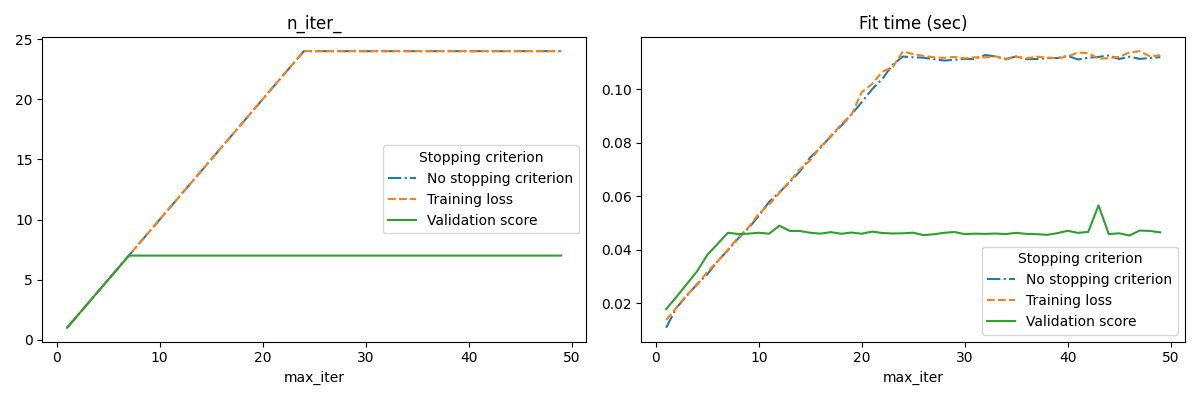 n_iter_
25
20
15
10
5
0
Stopping criterion
No stopping criterion
Training loss
Validation score
0 10 20 30 40 50
max_iter
Fit time (sec)
0.10
0.08
0.06
0.04
0.02
Stopping criterion
No stopping criterion
Training loss
Validation score
0 10 20 30 40 50
max_iter